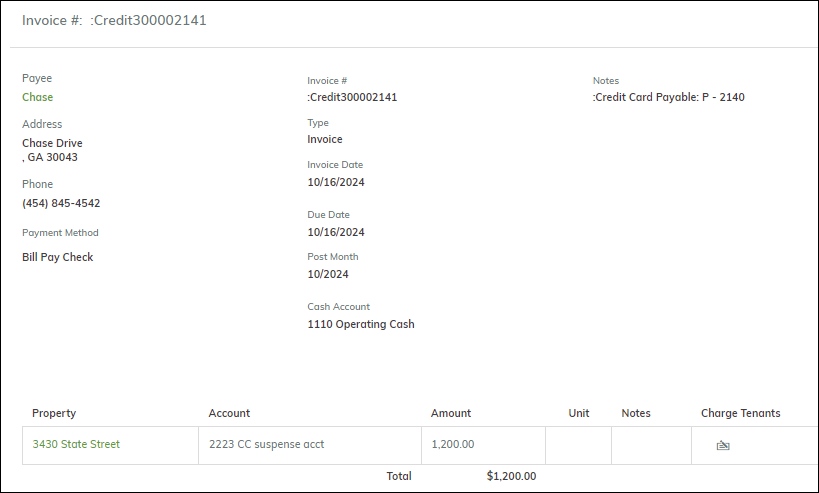 Invoice #: :Credit300002141
Payee
Chase
Address
Chase Drive
, GA 30043
Phone
(454) 845-4542
Payment Method
Bill Pay Check
Invoice #
:Credit300002141
Type
Invoice
Invoice Date
10/16/2024
Due Date
10/16/2024
Post Month
10/2024
Cash Account
1110 Operating Cash
Notes
:Credit Card Payable: P - 2140
Property Account Amount Unit Notes Charge Tenants
3430 State Street 2223 CC suspense acct 1,200.00
Total $1,200.00